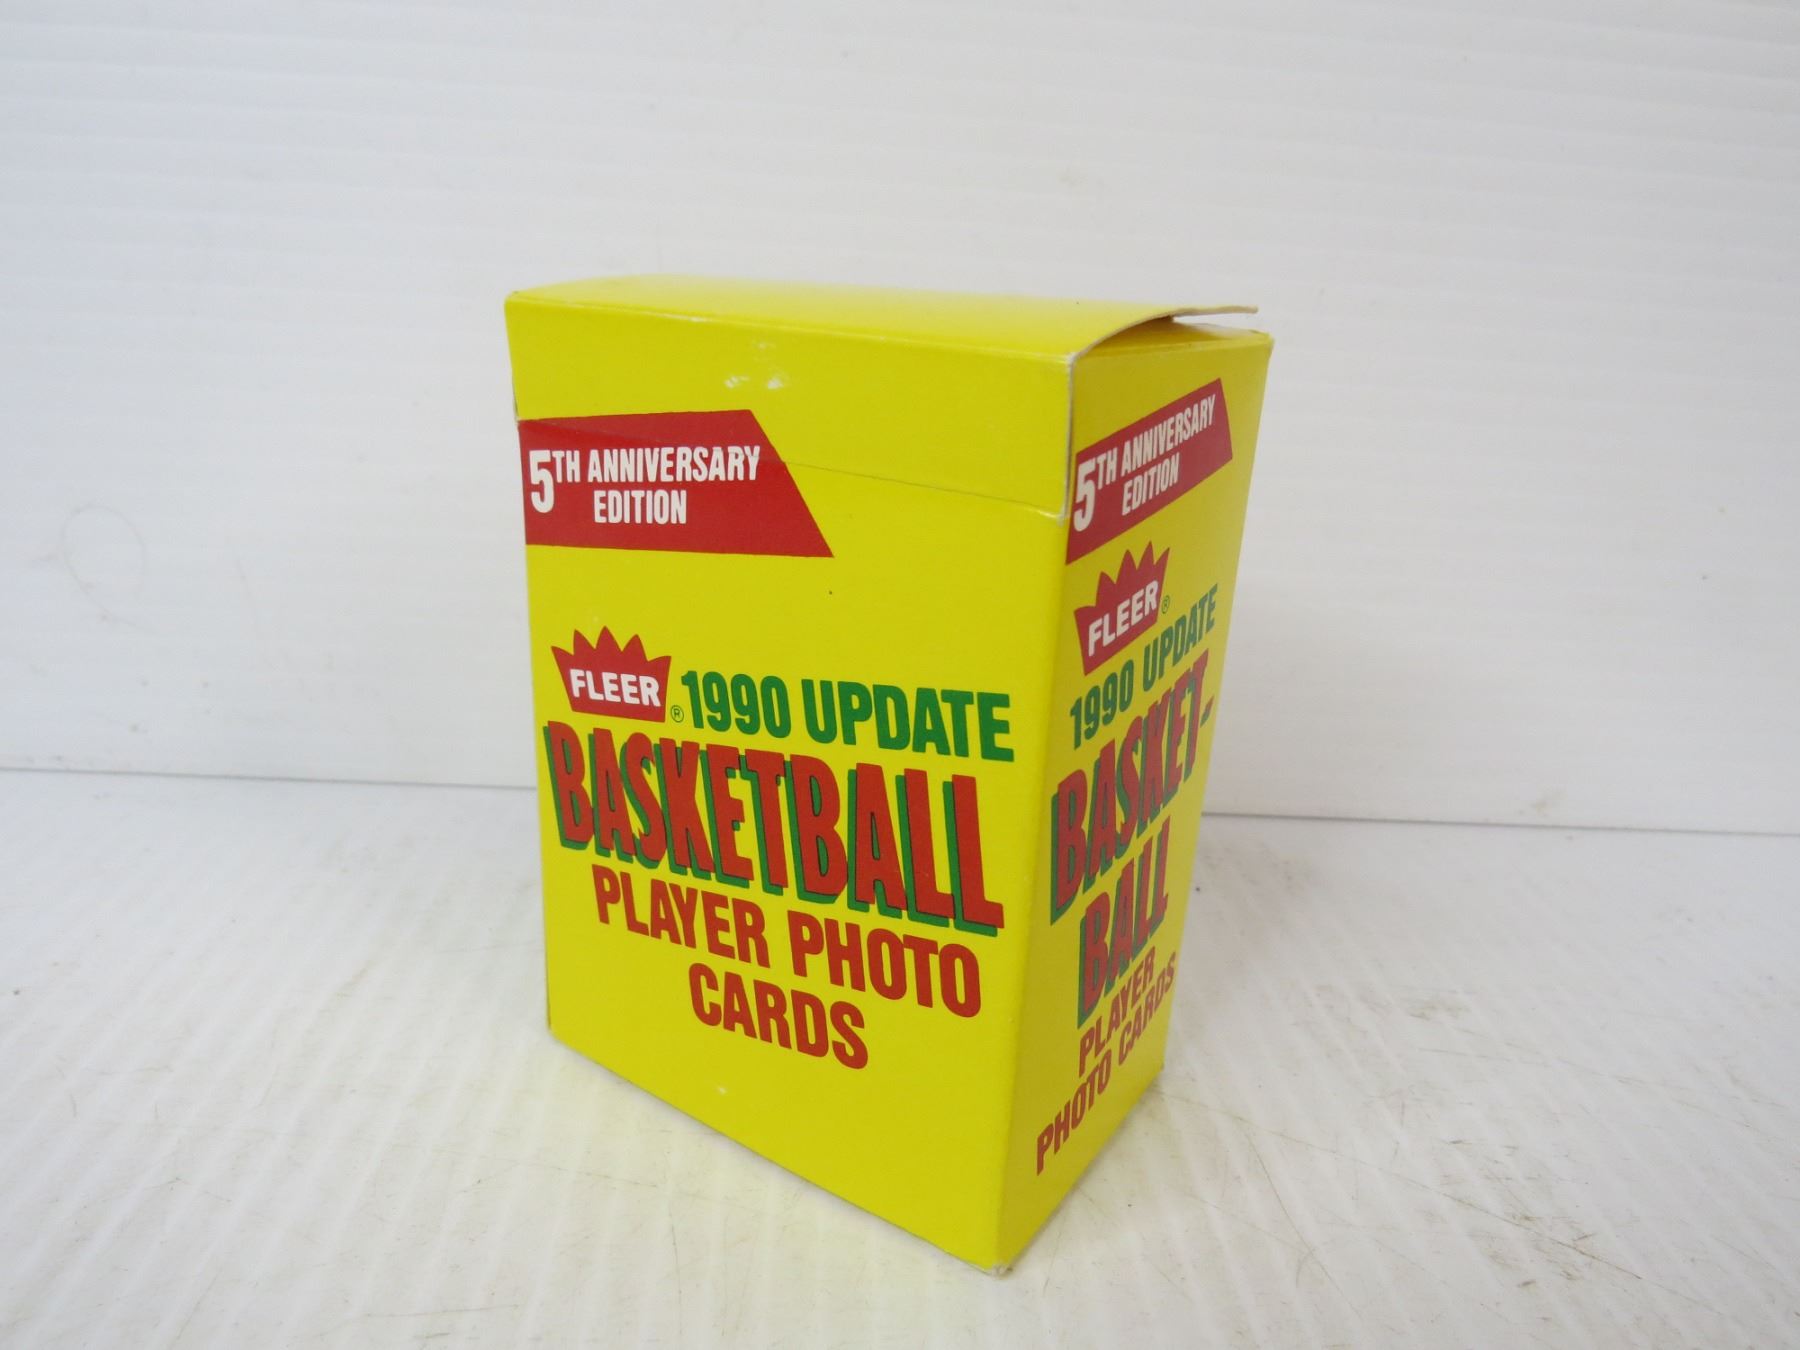 5TH ANNIVERSARY
EDITION
FLEER® 1990 UPDATE
BASKETBALL
PLAYER PHOTO
CARDS
5TH ANNIVERSARY
EDITION
FLEER®
1990 UPDATE
BASKET-
BALL
PLAYER
PHOTO CARDS